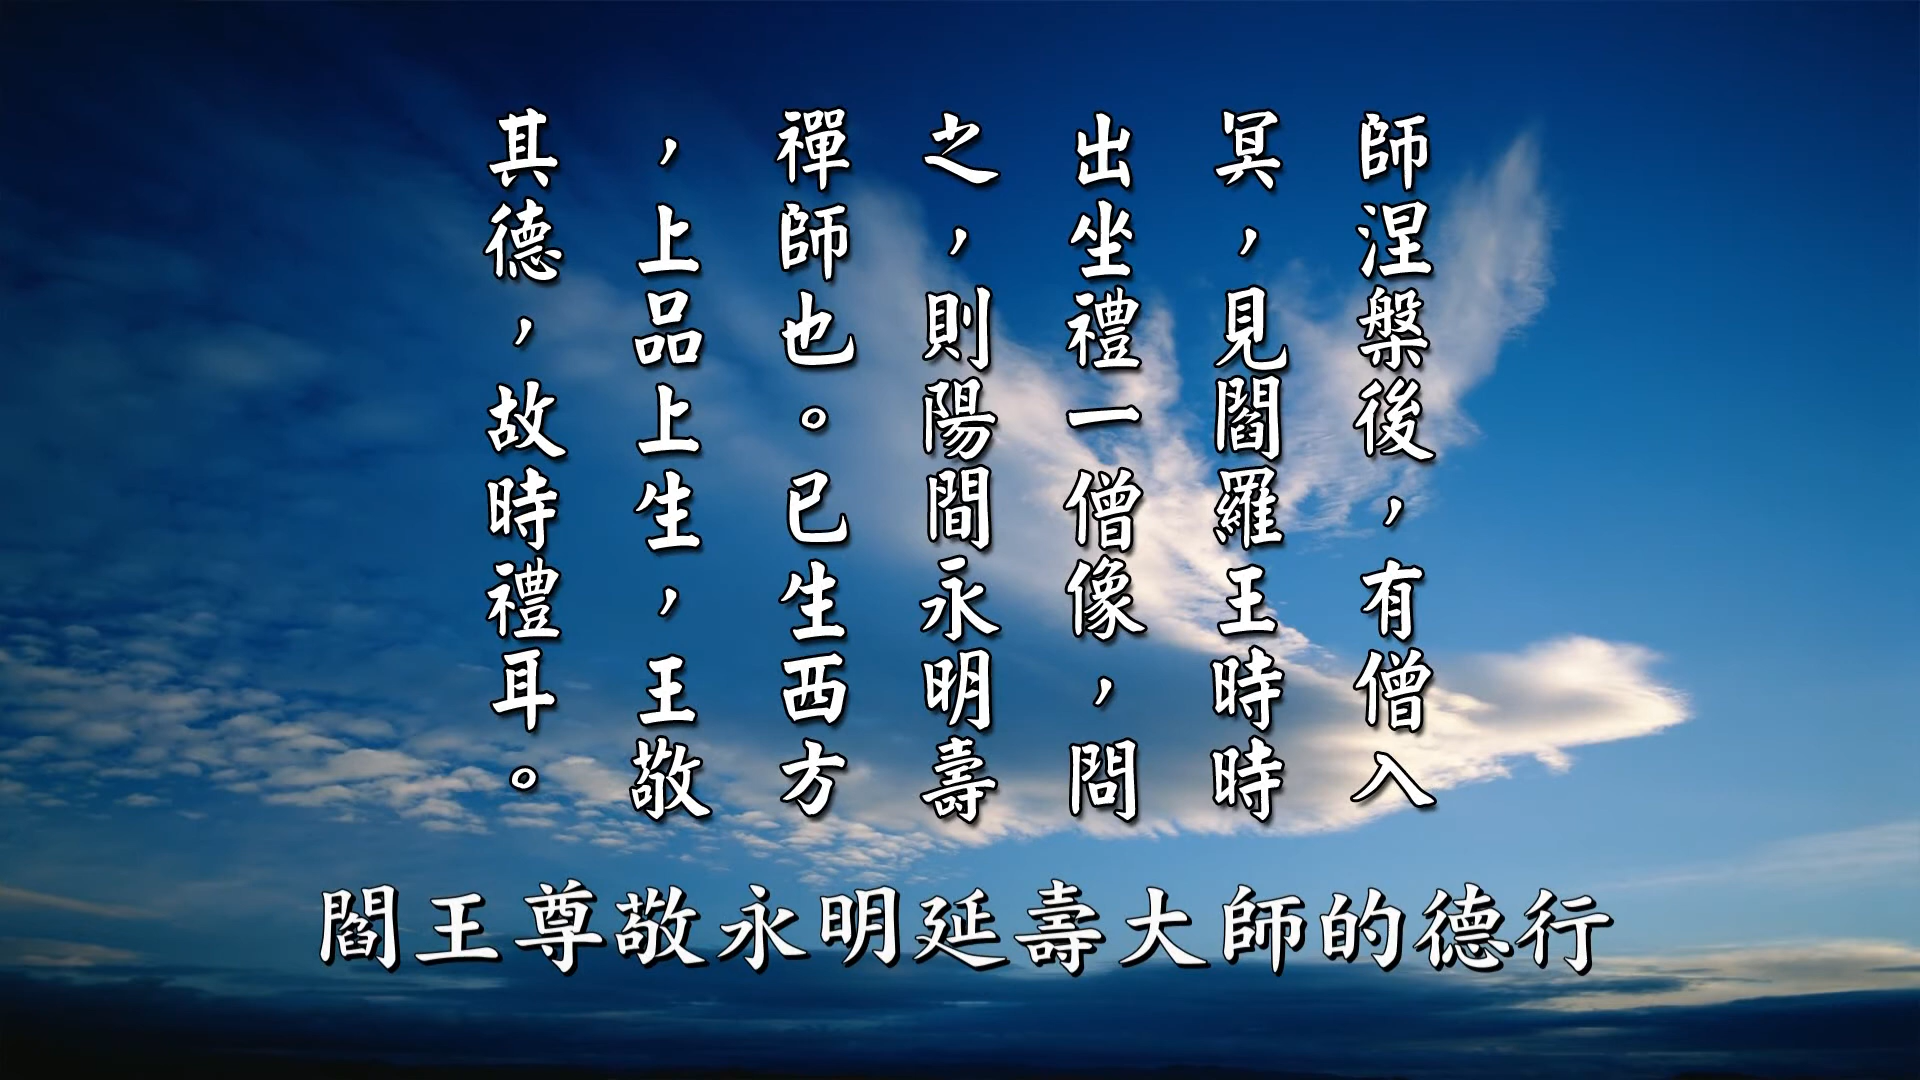 師涅槃後，有僧入
冥，見閻羅王時時
出坐禮一僧像，問
之，則陽間永明壽
禪師也。已生西方
，上品上生，王敬
其德，故時禮耳。
閻王尊敬永明延壽大師的德行